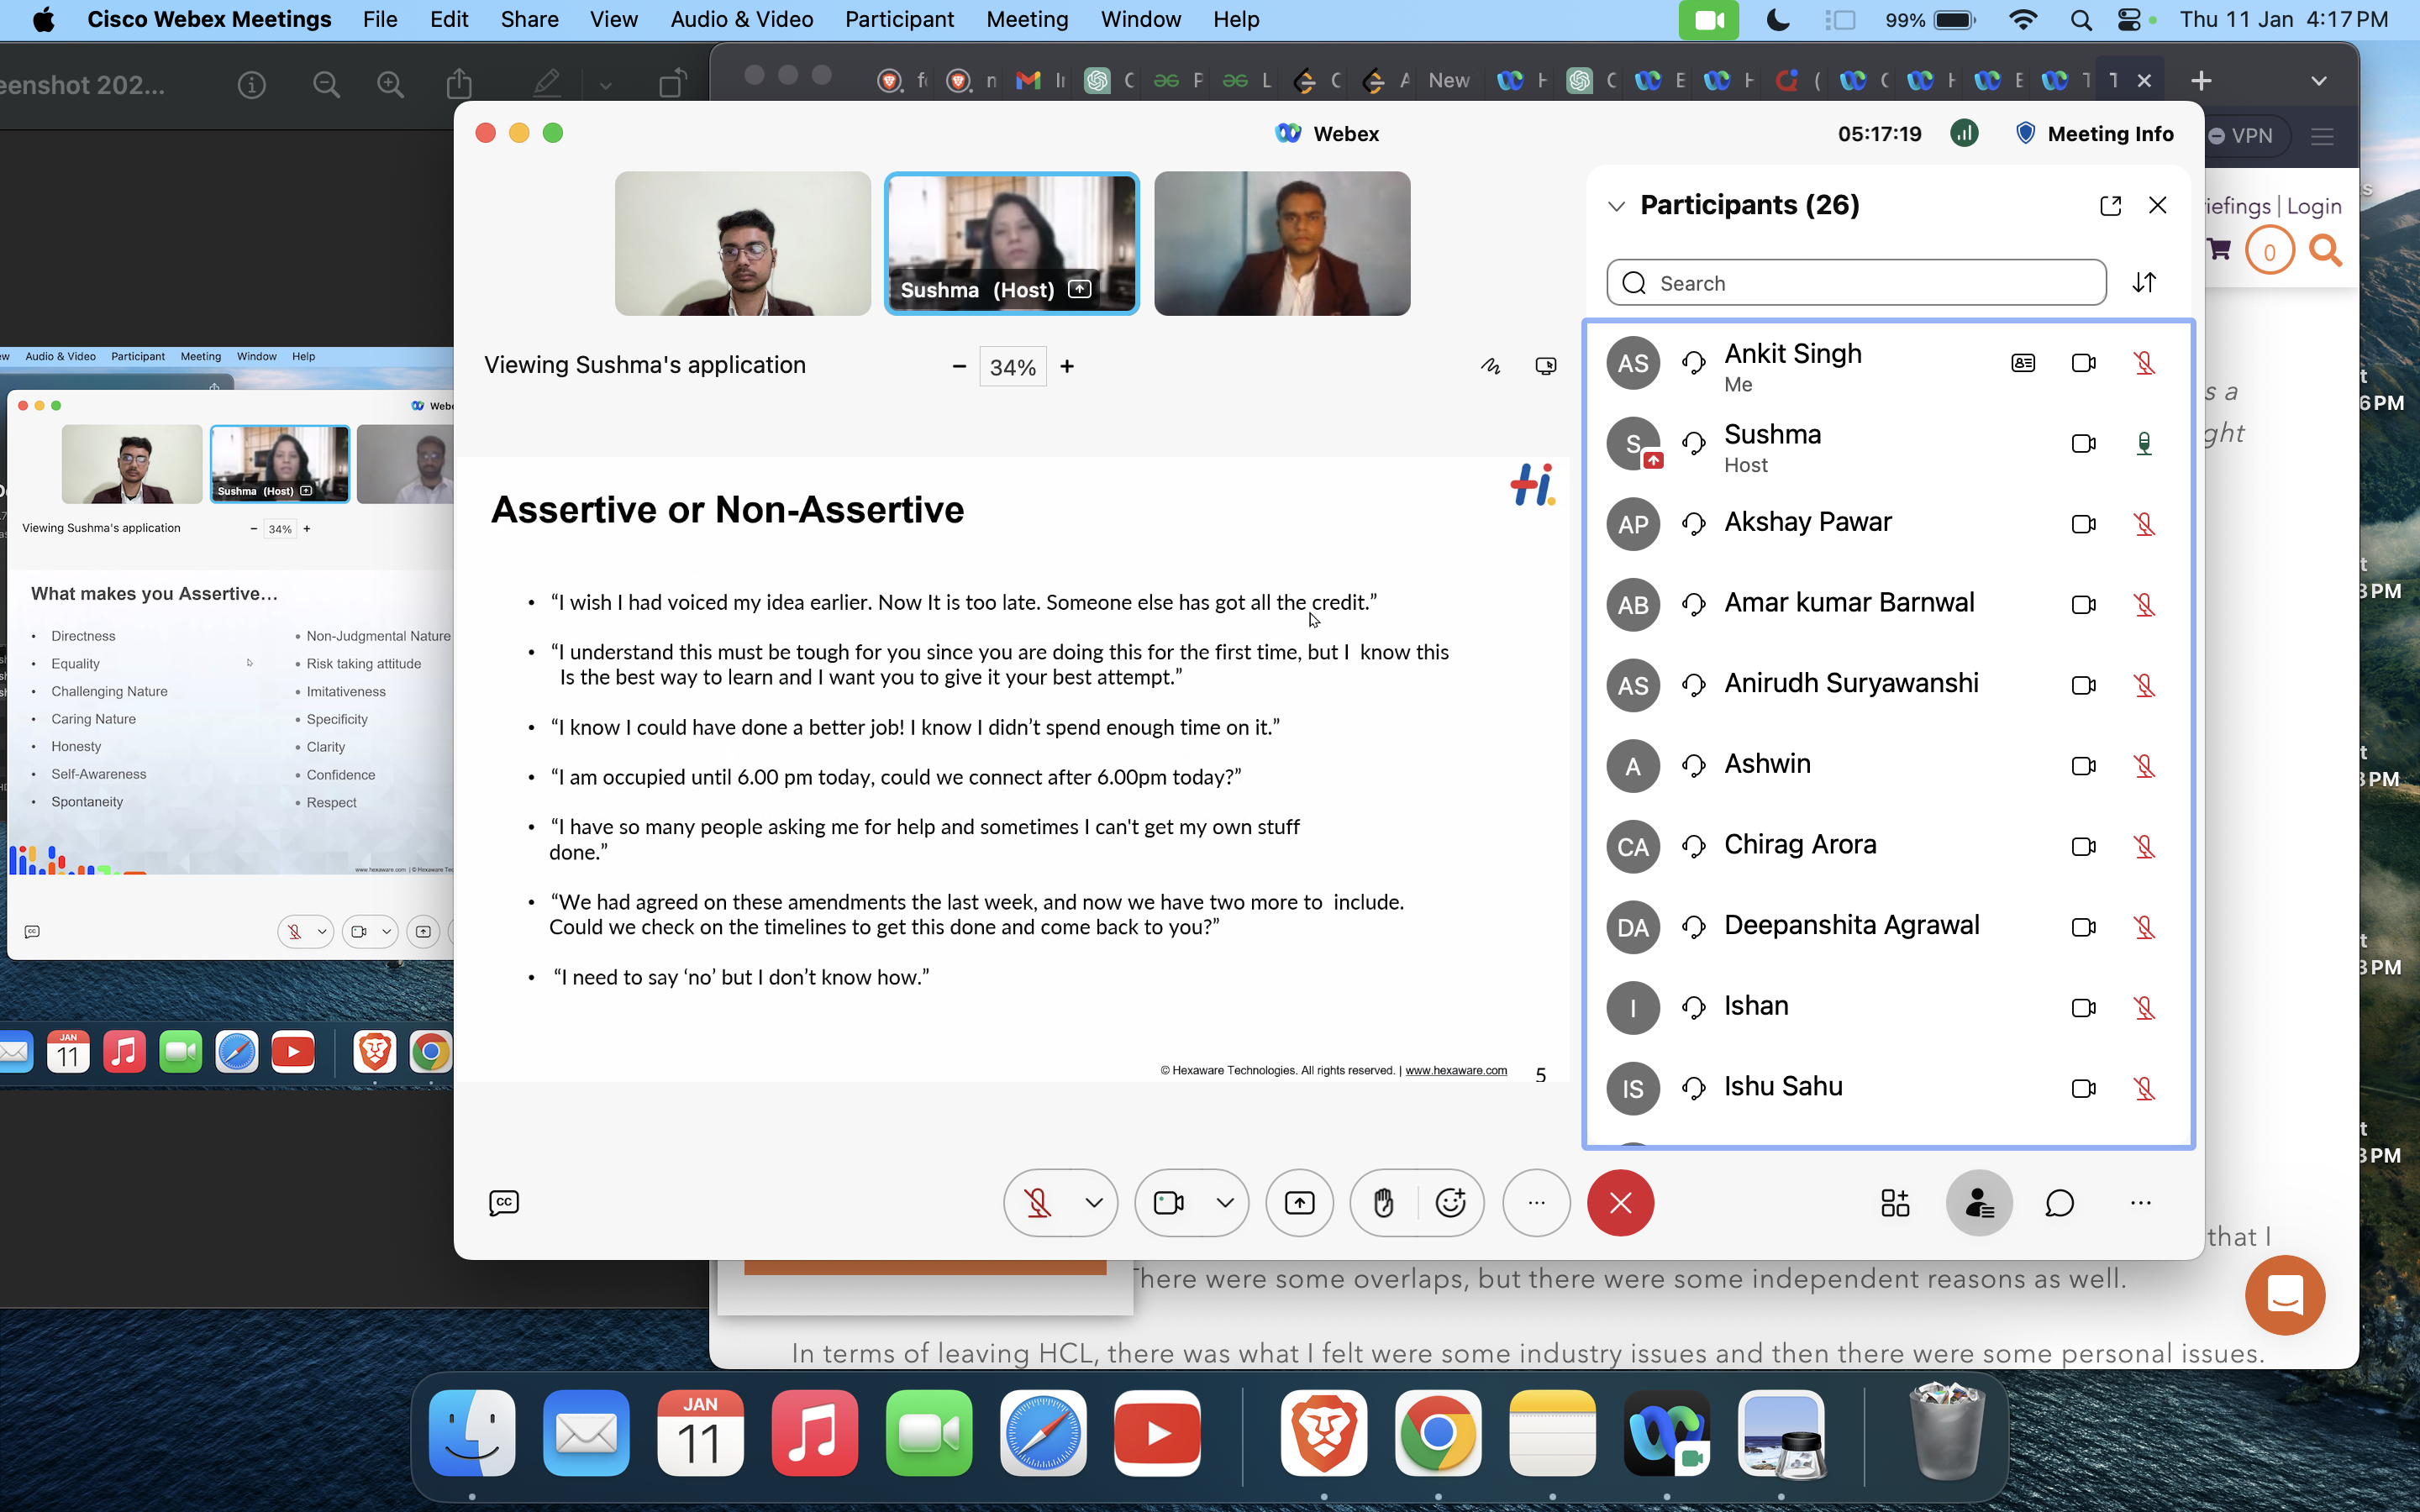 Cisco Webex Meetings File Edit Share View Audio & Video Participant Meeting Window Help
99% Thu 11 Jan 4:17 PM
eenshot 202...
New
VPN
iefings | Login
0
s a
ght
6 PM
3 PM
3 PM
3 PM
3 PM
Webex
05:17:19 Meeting Info
Sushma (Host)
Viewing Sushma's application
− 34% +
Assertive or Non-Assertive
• “I wish I had voiced my idea earlier. Now It is too late. Someone else has got all the credit.”
• “I understand this must be tough for you since you are doing this for the first time, but I know this
Is the best way to learn and I want you to give it your best attempt.”
• “I know I could have done a better job! I know I didn’t spend enough time on it.”
• “I am occupied until 6.00 pm today, could we connect after 6.00pm today?”
• “I have so many people asking me for help and sometimes I can't get my own stuff
done.”
• “We had agreed on these amendments the last week, and now we have two more to include.
Could we check on the timelines to get this done and come back to you?”
• “I need to say ‘no’ but I don’t know how.”
© Hexaware Technologies. All rights reserved. | www.hexaware.com 5
Participants (26)
Search
AS Ankit Singh
Me
S Sushma
Host
AP Akshay Pawar
AB Amar kumar Barnwal
AS Anirudh Suryawanshi
A Ashwin
CA Chirag Arora
DA Deepanshita Agrawal
I Ishan
IS Ishu Sahu
CC
ew Audio & Video Participant Meeting Window Help
Webe
Sushma (Host)
Viewing Sushma's application
− 34% +
What makes you Assertive...
• Directness
• Equality
• Challenging Nature
• Caring Nature
• Honesty
• Self-Awareness
• Spontaneity
• Non-Judgmental Nature
• Risk taking attitude
• Imitativeness
• Specificity
• Clarity
• Confidence
• Respect
www.hexaware.com | © Hexaware Tec
CC
JAN
11
that I
There were some overlaps, but there were some independent reasons as well.
In terms of leaving HCL, there was what I felt were some industry issues and then there were some personal issues.
JAN
11